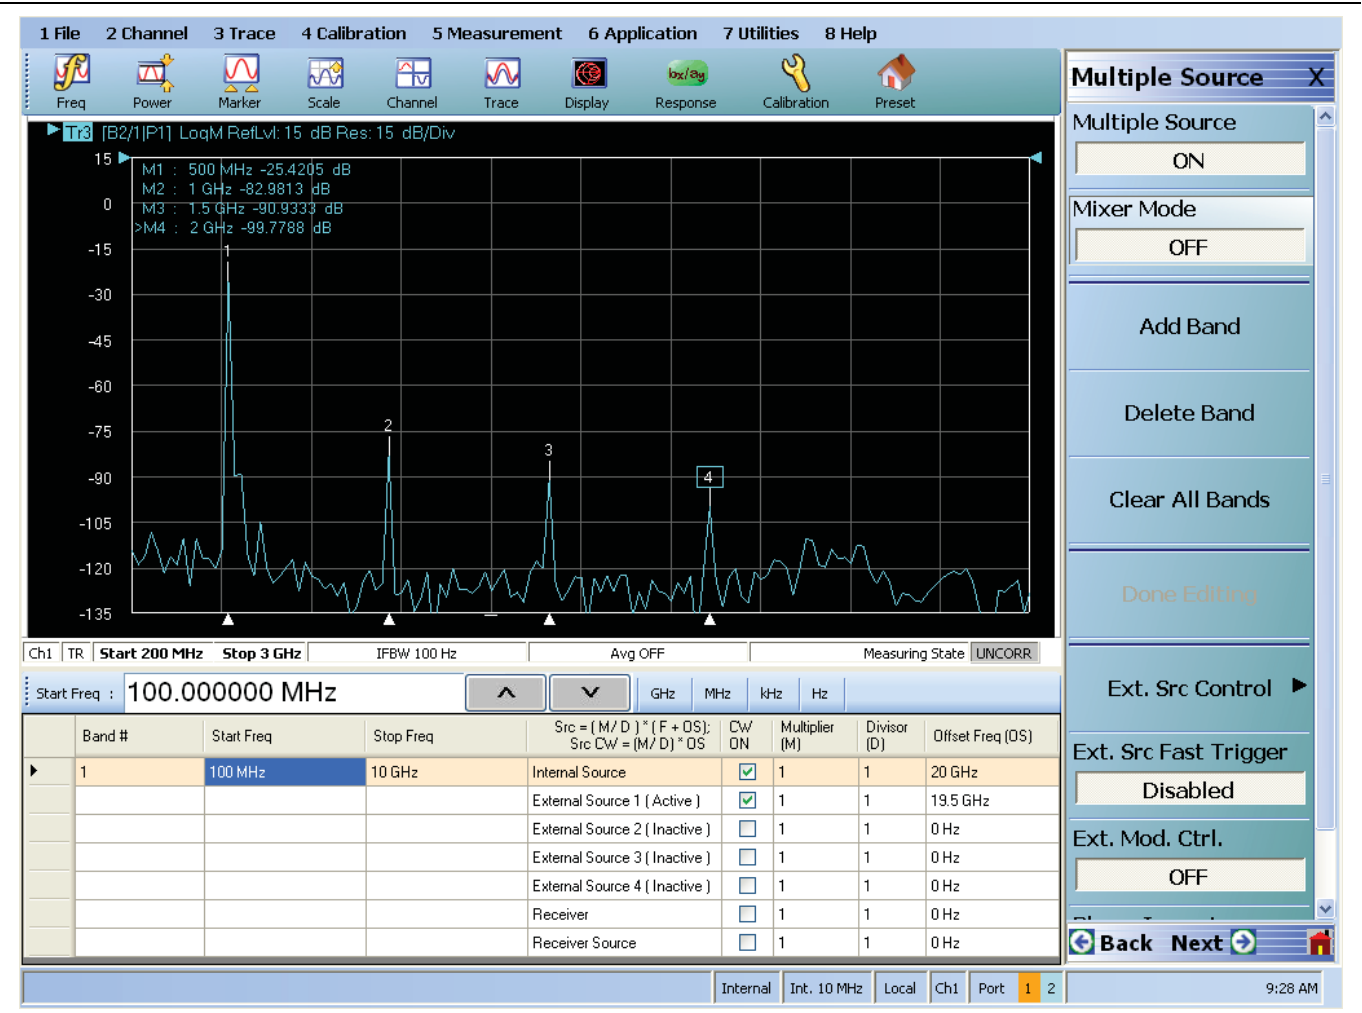 1 File 2 Channel 3 Trace 4 Calibration 5 Measurement 6 Application 7 Utilities 8 Help
Freq Power Marker Scale Channel Trace Display Response Calibration Preset
Tr3 [B2/1|P1] LogM RefLvl: 15 dB Res: 15 dB/Div
M1 : 500 MHz -25.4205 dB
M2 : 1 GHz -82.9813 dB
M3 : 1.5 GHz -90.9333 dB
>M4 : 2 GHz -99.7788 dB
15
0
-15
-30
-45
-60
-75
-90
-105
-120
-135
1
2
3
4
Ch1 TR Start 200 MHz Stop 3 GHz IFBW 100 Hz Avg OFF Measuring State UNCORR
Start Freq : 100.000000 MHz GHz MHz kHz Hz
Band # Start Freq Stop Freq Src = ( M / D ) * ( F + OS); Src CW = (M / D) * OS CW ON Multiplier (M) Divisor (D) Offset Freq (OS)
1 100 MHz 10 GHz Internal Source 1 1 20 GHz
External Source 1 ( Active ) 1 1 19.5 GHz
External Source 2 ( Inactive ) 1 1 0 Hz
External Source 3 ( Inactive ) 1 1 0 Hz
External Source 4 ( Inactive ) 1 1 0 Hz
Receiver 1 1 0 Hz
Receiver Source 1 1 0 Hz
Multiple Source X
Multiple Source
ON
Mixer Mode
OFF
Add Band
Delete Band
Clear All Bands
Done Editing
Ext. Src Control
Ext. Src Fast Trigger
Disabled
Ext. Mod. Ctrl.
OFF
Back Next
Internal Int. 10 MHz Local Ch1 Port 1 2 9:28 AM